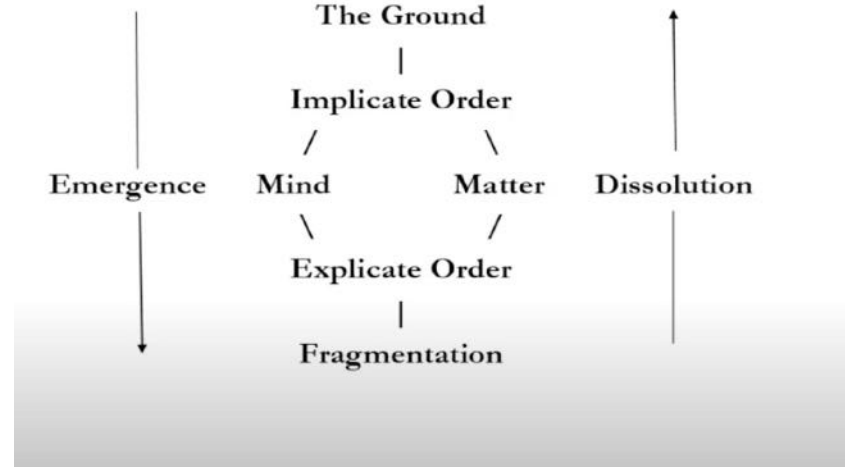 The Ground
Implicate Order
Emergence Mind Matter Dissolution
Explicate Order
Fragmentation